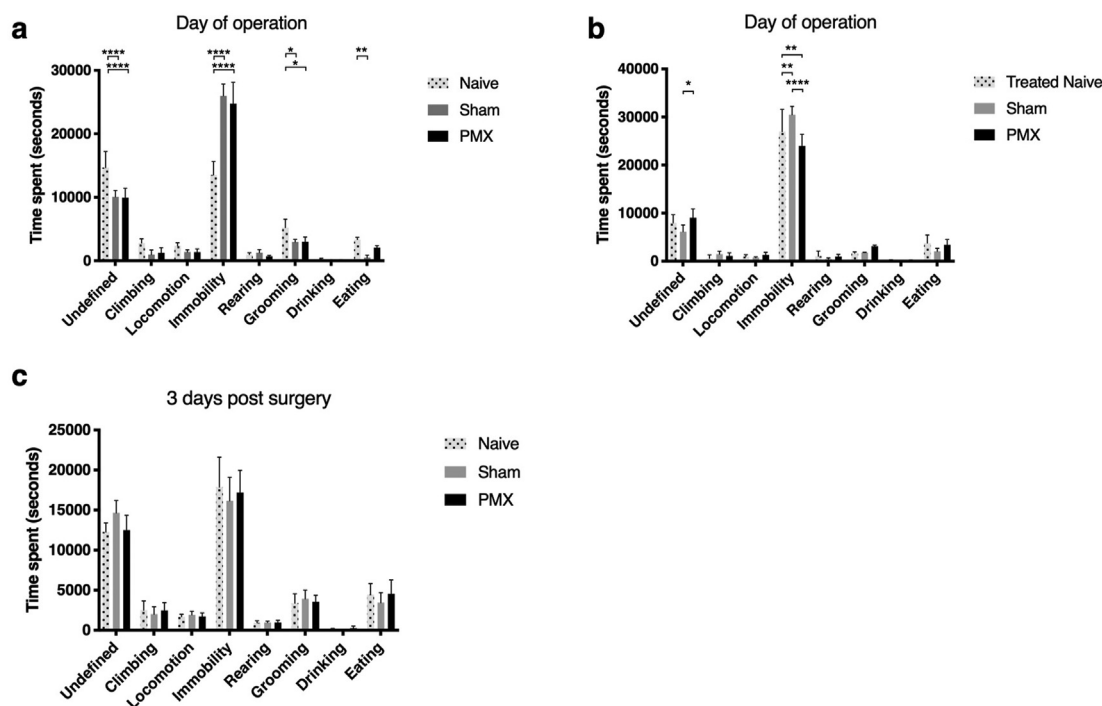 a
Day of operation
****
****
****
****
*
*
**
Time spent (seconds)
30000
20000
10000
0
Undefined
Climbing
Locomotion
Immobility
Rearing
Grooming
Drinking
Eating
Naive
Sham
PMX
b
Day of operation
*
**
**
****
Time spent (seconds)
40000
30000
20000
10000
0
Undefined
Climbing
Locomotion
Immobility
Rearing
Grooming
Drinking
Eating
Treated Naive
Sham
PMX
c
3 days post surgery
Time spent (seconds)
25000
20000
15000
10000
5000
0
Undefined
Climbing
Locomotion
Immobility
Rearing
Grooming
Drinking
Eating
Naive
Sham
PMX